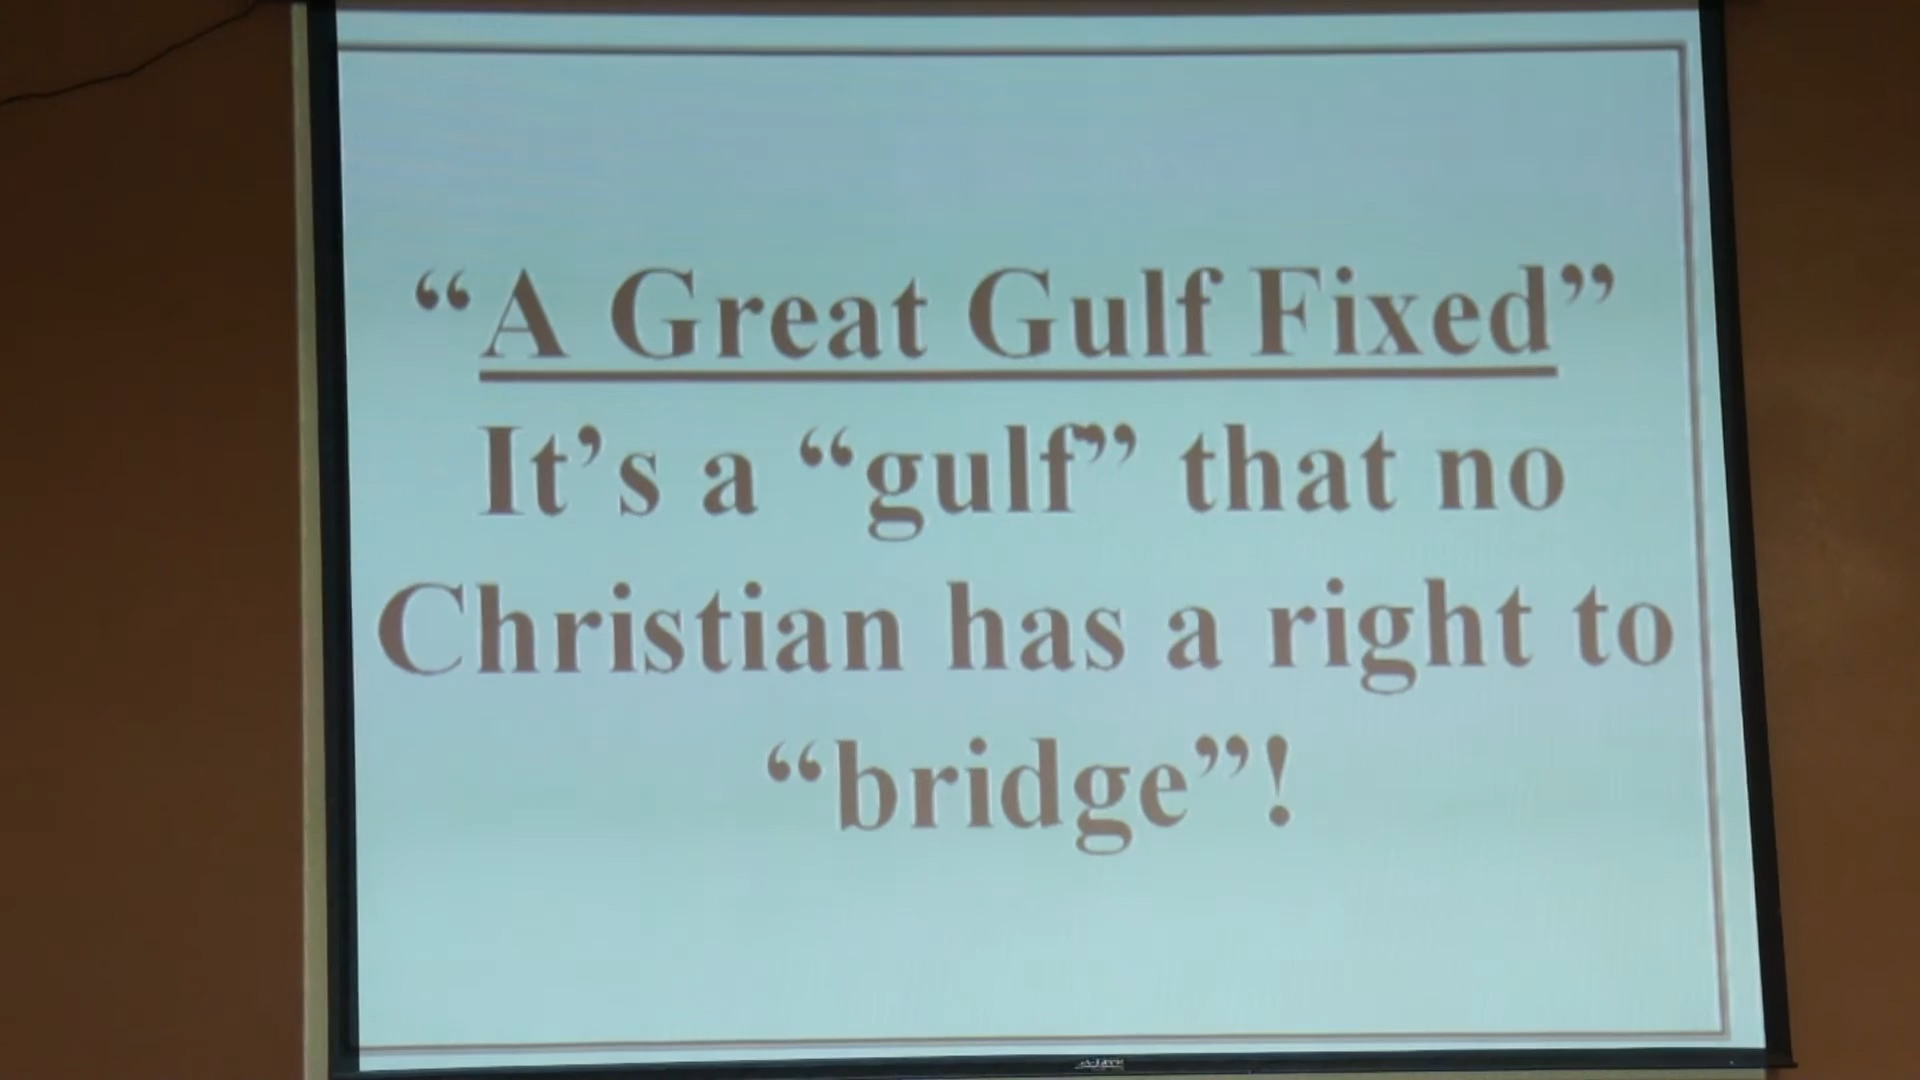 “A Great Gulf Fixed”
It’s a “gulf” that no
Christian has a right to
“bridge”!